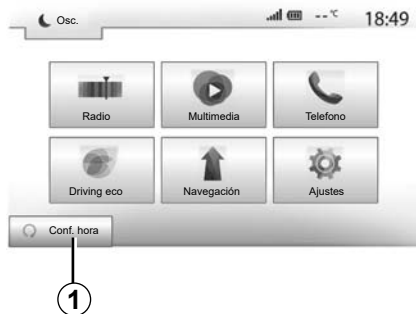 Osc.
--°C
18:49
Radio
Multimedia
Telefono
Driving eco
Navegación
Ajustes
Conf. hora
1